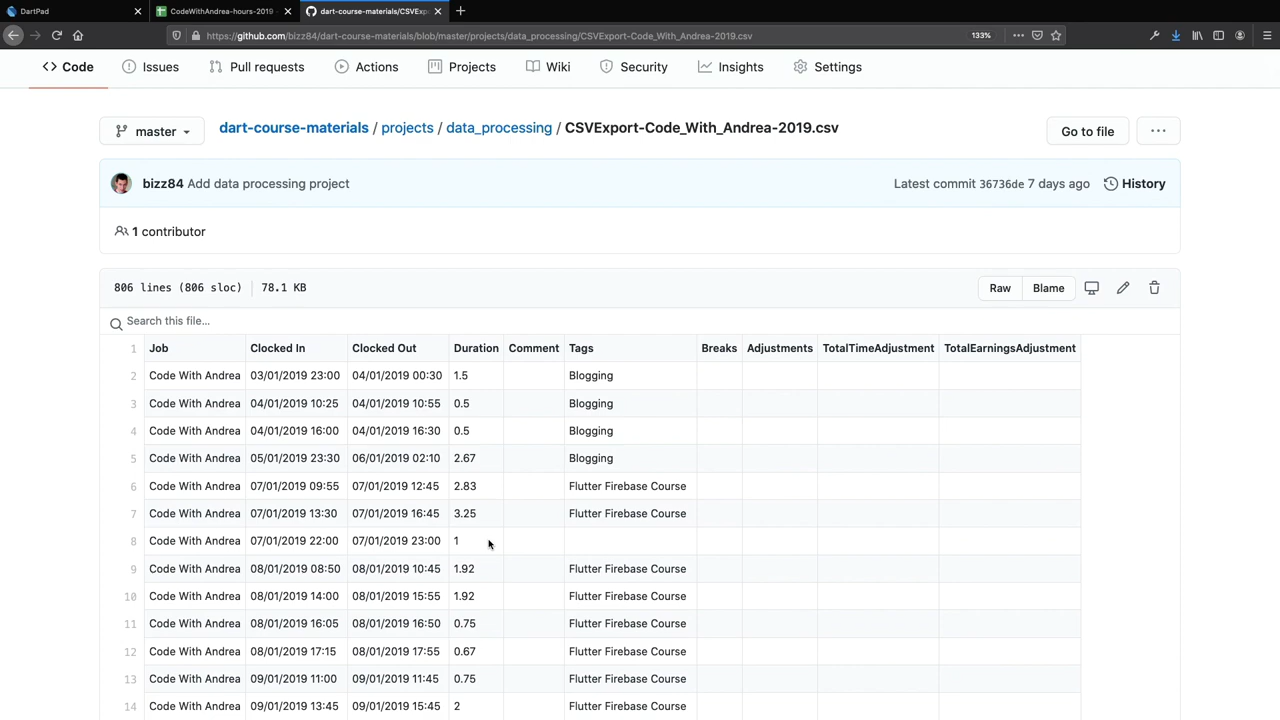 DartPad
CodeWithAndrea-hours-2019
dart-course-materials/CSVExp
https://github.com/bizz84/dart-course-materials/blob/master/projects/data_processing/CSVExport-Code_With_Andrea-2019.csv 133%
Code Issues Pull requests Actions Projects Wiki Security Insights Settings
master dart-course-materials / projects / data_processing / CSVExport-Code_With_Andrea-2019.csv Go to file
bizz84 Add data processing project Latest commit 36736de 7 days ago History
1 contributor
806 lines (806 sloc) 78.1 KB Raw Blame
Search this file...
1 Job Clocked In Clocked Out Duration Comment Tags Breaks Adjustments TotalTimeAdjustment TotalEarningsAdjustment
2 Code With Andrea 03/01/2019 23:00 04/01/2019 00:30 1.5 Blogging
3 Code With Andrea 04/01/2019 10:25 04/01/2019 10:55 0.5 Blogging
4 Code With Andrea 04/01/2019 16:00 04/01/2019 16:30 0.5 Blogging
5 Code With Andrea 05/01/2019 23:30 06/01/2019 02:10 2.67 Blogging
6 Code With Andrea 07/01/2019 09:55 07/01/2019 12:45 2.83 Flutter Firebase Course
7 Code With Andrea 07/01/2019 13:30 07/01/2019 16:45 3.25 Flutter Firebase Course
8 Code With Andrea 07/01/2019 22:00 07/01/2019 23:00 1
9 Code With Andrea 08/01/2019 08:50 08/01/2019 10:45 1.92 Flutter Firebase Course
10 Code With Andrea 08/01/2019 14:00 08/01/2019 15:55 1.92 Flutter Firebase Course
11 Code With Andrea 08/01/2019 16:05 08/01/2019 16:50 0.75 Flutter Firebase Course
12 Code With Andrea 08/01/2019 17:15 08/01/2019 17:55 0.67 Flutter Firebase Course
13 Code With Andrea 09/01/2019 11:00 09/01/2019 11:45 0.75 Flutter Firebase Course
14 Code With Andrea 09/01/2019 13:45 09/01/2019 15:45 2 Flutter Firebase Course